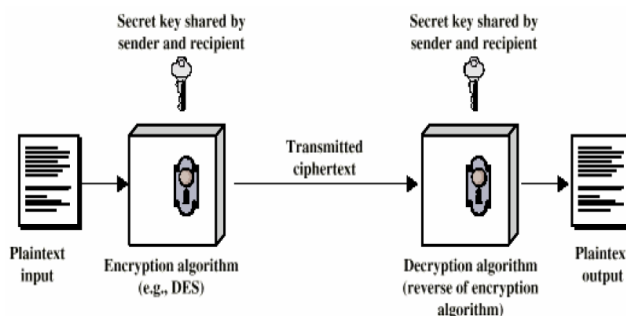 Secret key shared by
sender and recipient
Secret key shared by
sender and recipient
Transmitted
ciphertext
Plaintext
input
Encryption algorithm
(e.g., DES)
Decryption algorithm
(reverse of encryption
algorithm)
Plaintext
output